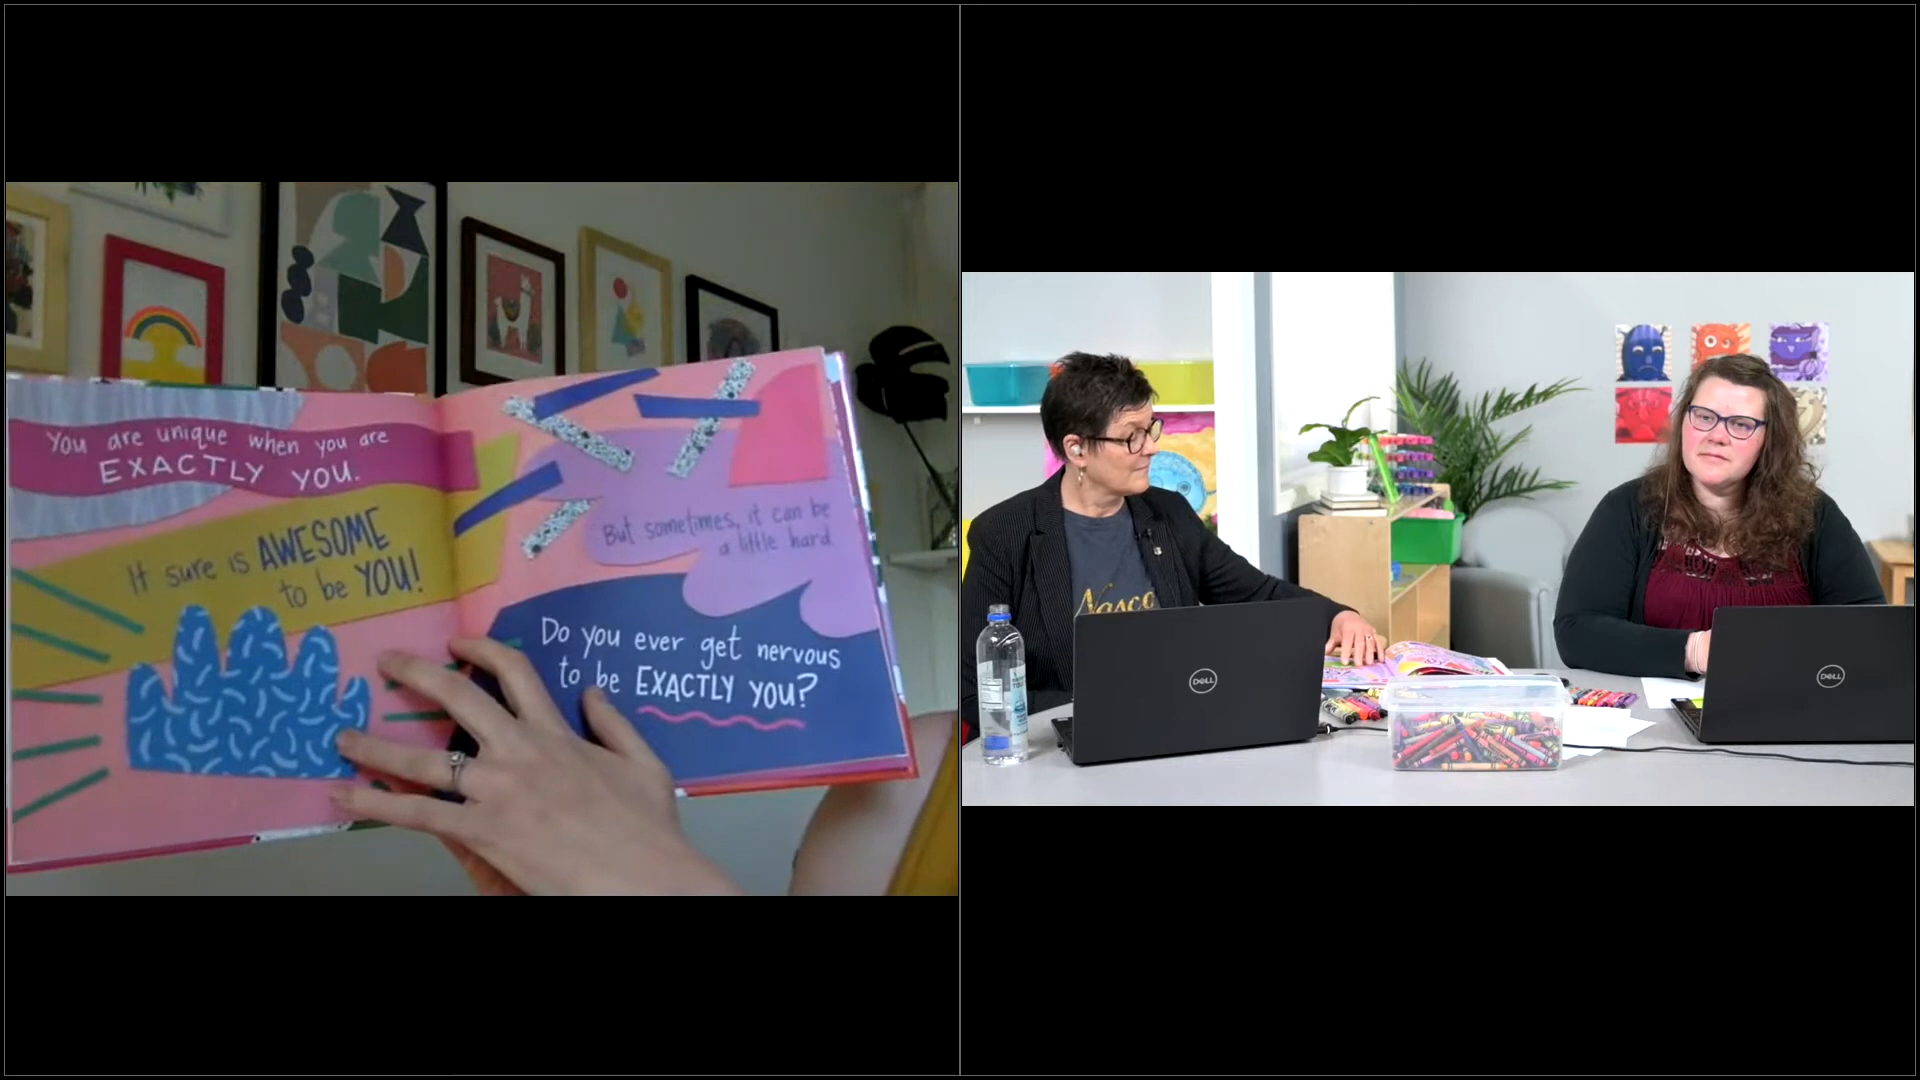 You are unique when you are
EXACTLY YOU.
It sure is AWESOME
to be YOU!
But sometimes, it can be
a little hard
Do you ever get nervous
to be EXACTLY YOU?
Nasco
DELL
DELL